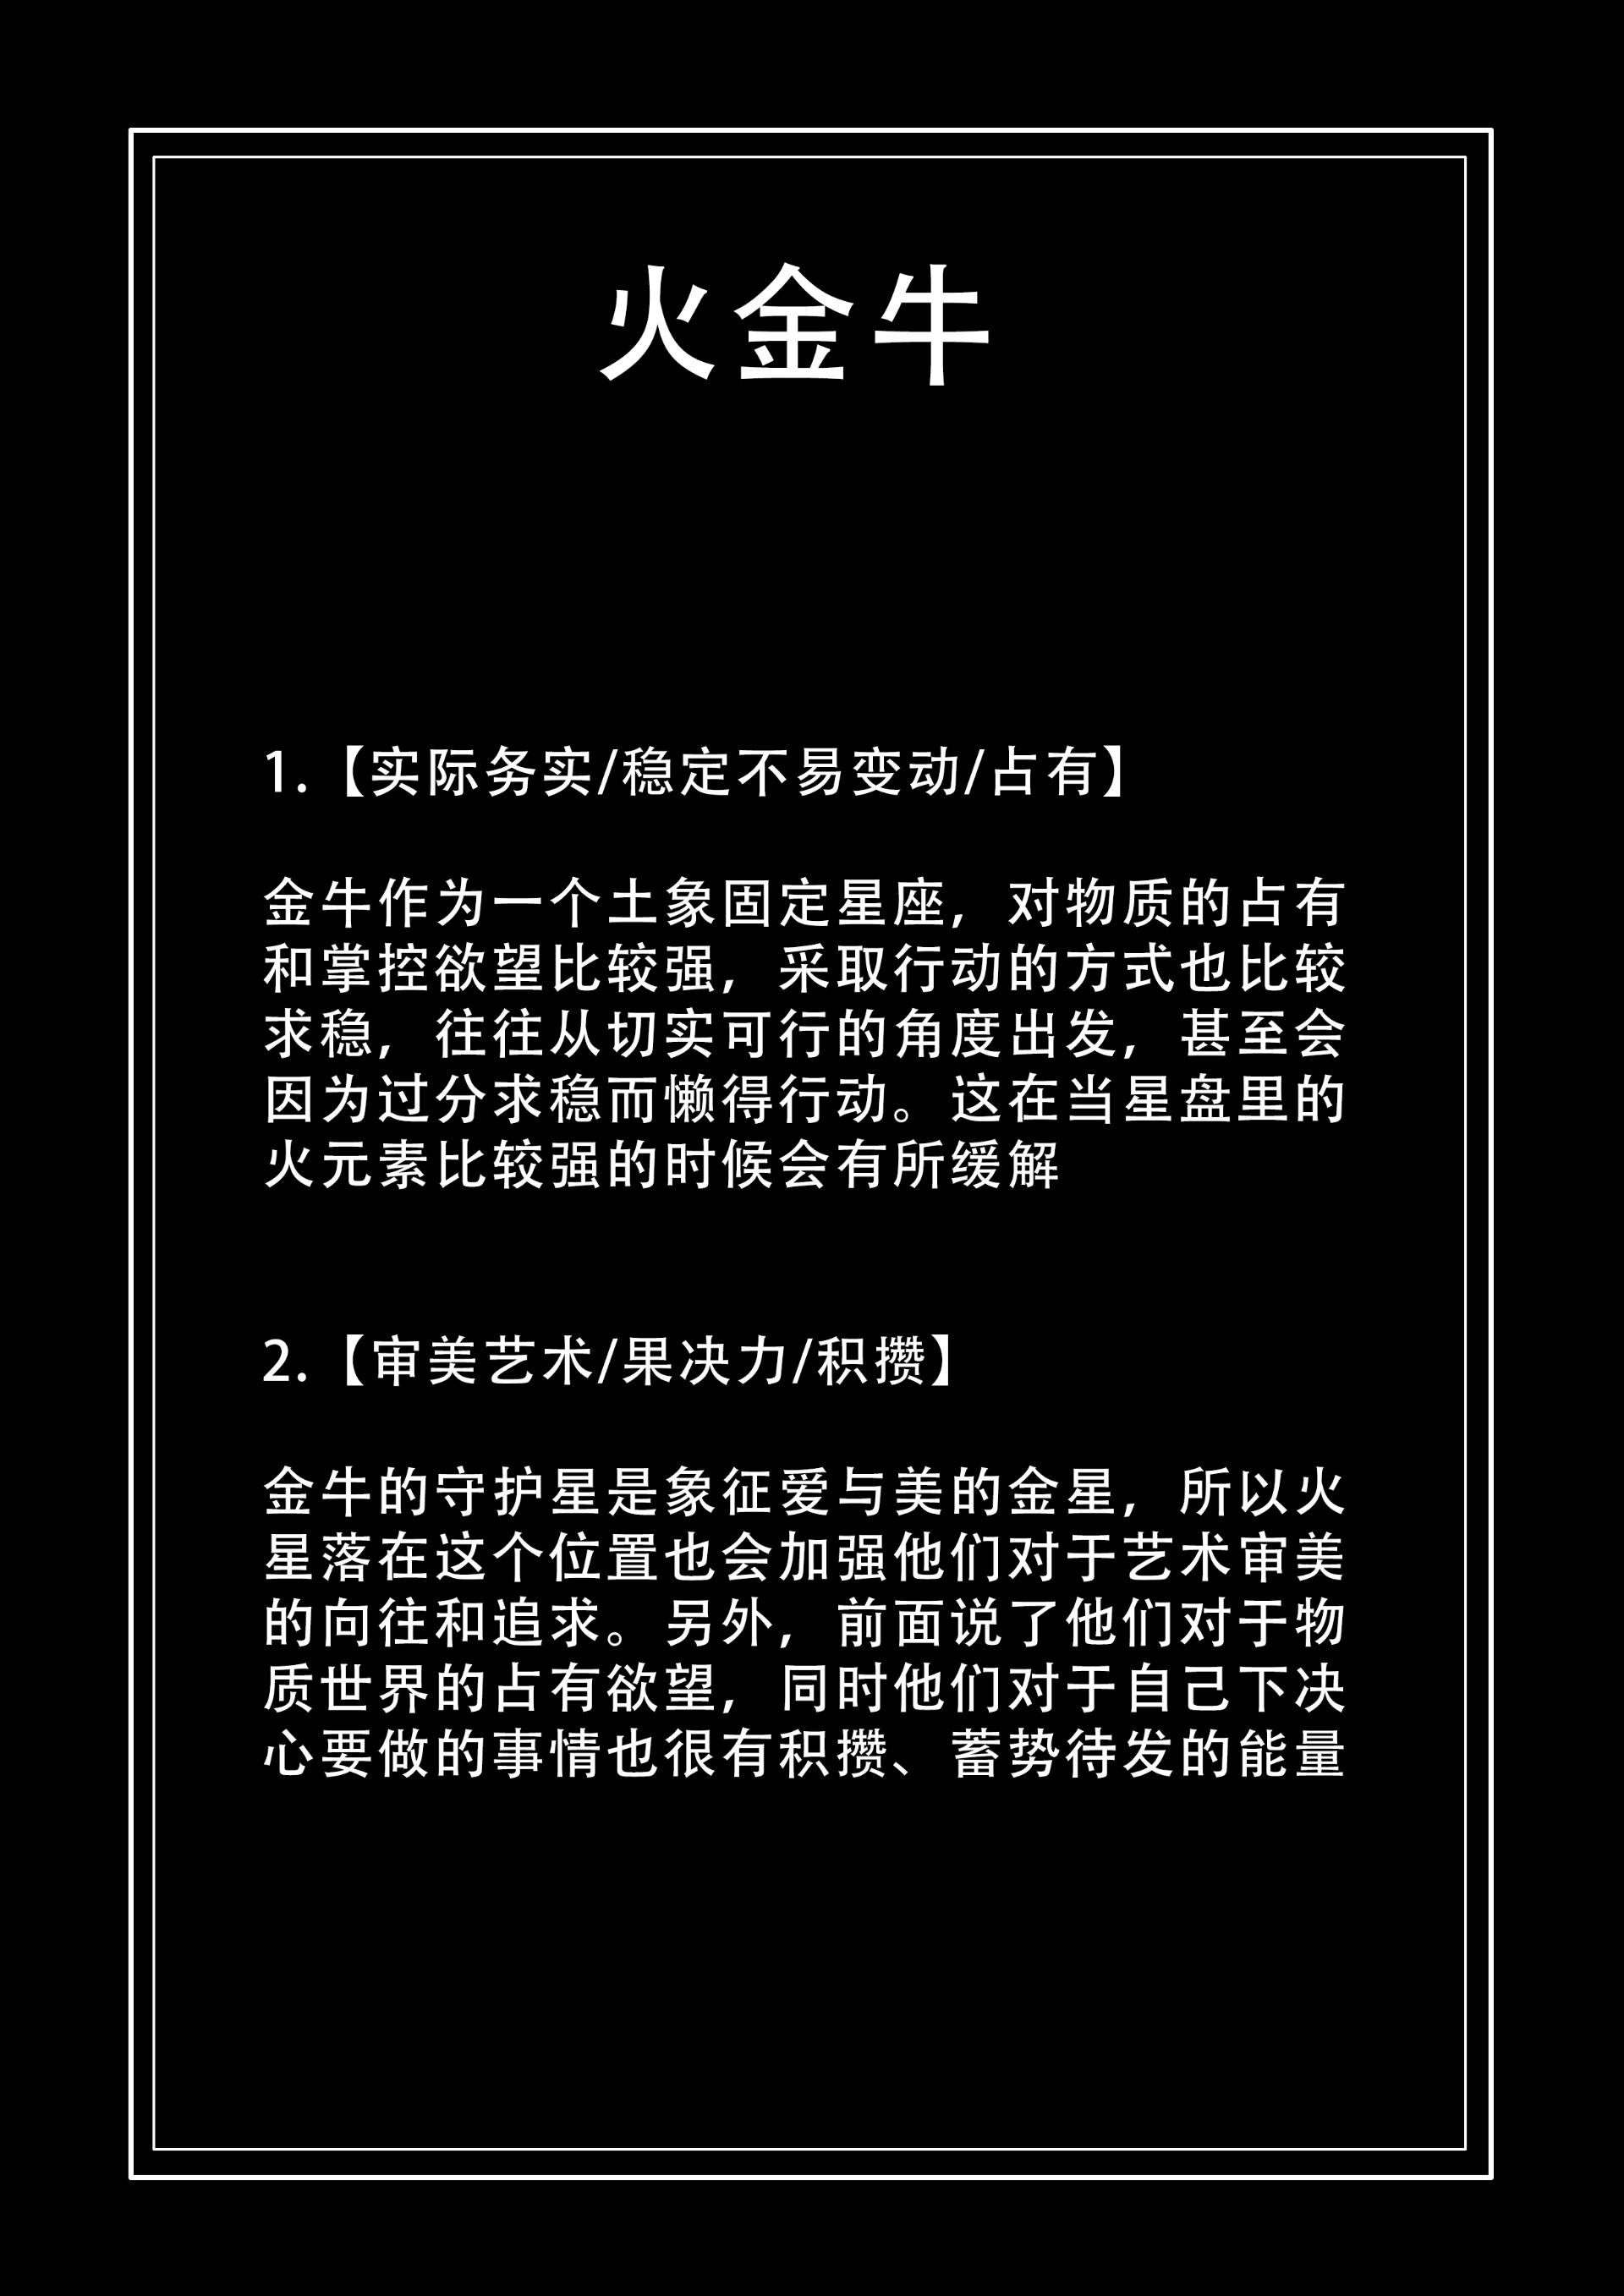 火金牛
1.【实际务实/稳定不易变动/占有】
金牛作为一个土象固定星座，对物质的占有
和掌控欲望比较强，采取行动的方式也比较
求稳，往往从切实可行的角度出发，甚至会
因为过分求稳而懒得行动。这在当星盘里的
火元素比较强的时候会有所缓解
2.【审美艺术/果决力/积攒】
金牛的守护星是象征爱与美的金星，所以火
星落在这个位置也会加强他们对于艺术审美
的向往和追求。另外，前面说了他们对于物
质世界的占有欲望，同时他们对于自己下决
心要做的事情也很有积攒、蓄势待发的能量